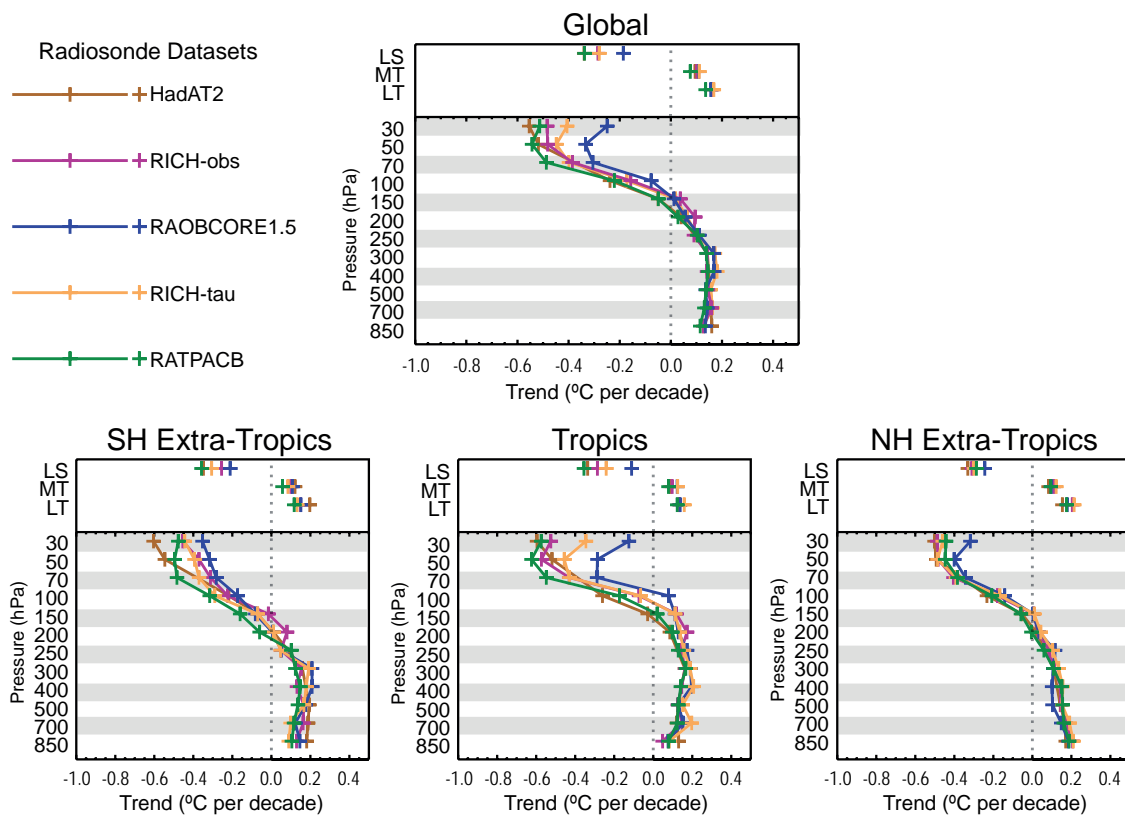 Radiosonde Datasets
HadAT2
RICH-obs
RAOBCORE1.5
RICH-tau
RATPACB
Global
LS
MT
LT
30
50
70
100
150
200
250
300
400
500
700
850
Pressure (hPa)
-1.0 -0.8 -0.6 -0.4 -0.2 0.0 0.2 0.4
Trend (ºC per decade)
SH Extra-Tropics
LS
MT
LT
30
50
70
100
150
200
250
300
400
500
700
850
Pressure (hPa)
-1.0 -0.8 -0.6 -0.4 -0.2 0.0 0.2 0.4
Trend (ºC per decade)
Tropics
LS
MT
LT
30
50
70
100
150
200
250
300
400
500
700
850
Pressure (hPa)
-1.0 -0.8 -0.6 -0.4 -0.2 0.0 0.2 0.4
Trend (ºC per decade)
NH Extra-Tropics
LS
MT
LT
30
50
70
100
150
200
250
300
400
500
700
850
Pressure (hPa)
-1.0 -0.8 -0.6 -0.4 -0.2 0.0 0.2 0.4
Trend (ºC per decade)